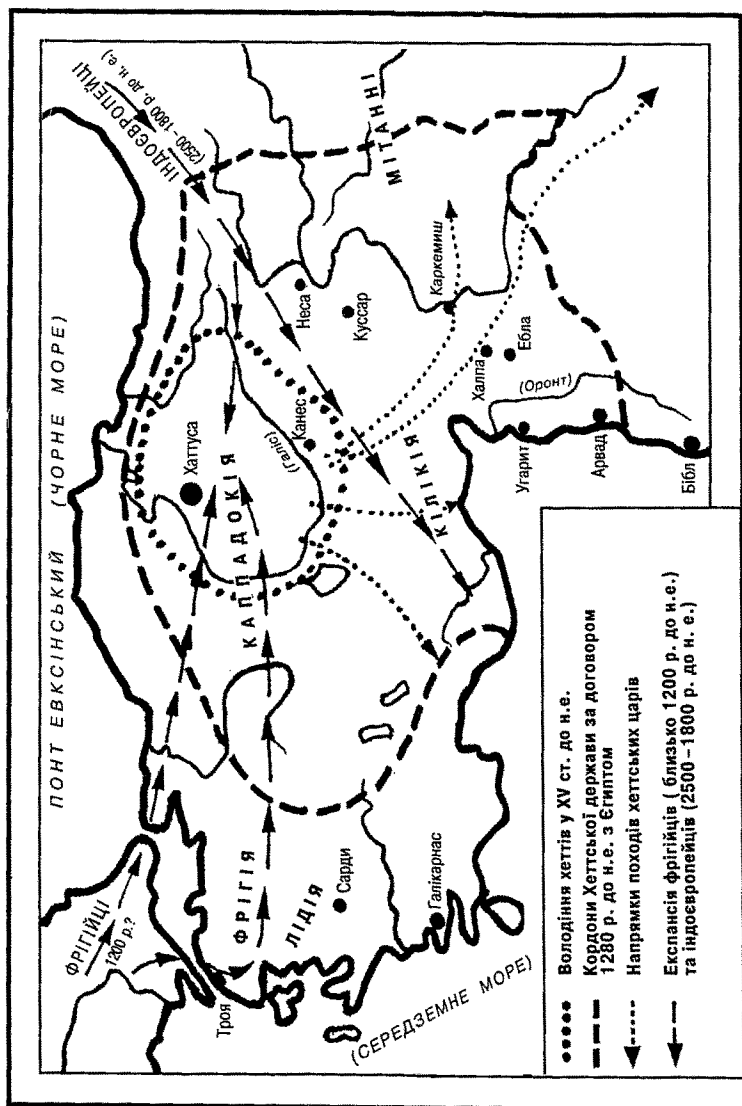 ПОНТ ЕВКСІНСЬКИЙ (ЧОРНЕ МОРЕ)
ІНДОЄВРОПЕЙЦІ
(2500–1800 р. до н. е.)
ФРІГІЙЦІ
1200 р.?
Троя
ФРІГІЯ
ЛІДІЯ
Сарди
Галікарнас
(СЕРЕДЗЕМНЕ МОРЕ)
Хаттуса
КАППАДОКІЯ
(Галіс)
Канес
Неса
Куссар
МІТАННІ
Каркемиш
КІЛІКІЯ
Халпа
Ебла
(Оронт)
Угарит
Арвад
Бібл
Володіння хеттів у XV ст. до н.е.
Кордони Хеттської держави за договором
1280 р. до н.е. з Єгиптом
Напрямки походів хеттських царів
Експансія фрігійців ( близько 1200 р. до н.е.)
та індоєвропейців (2500–1800 р. до н. е.)